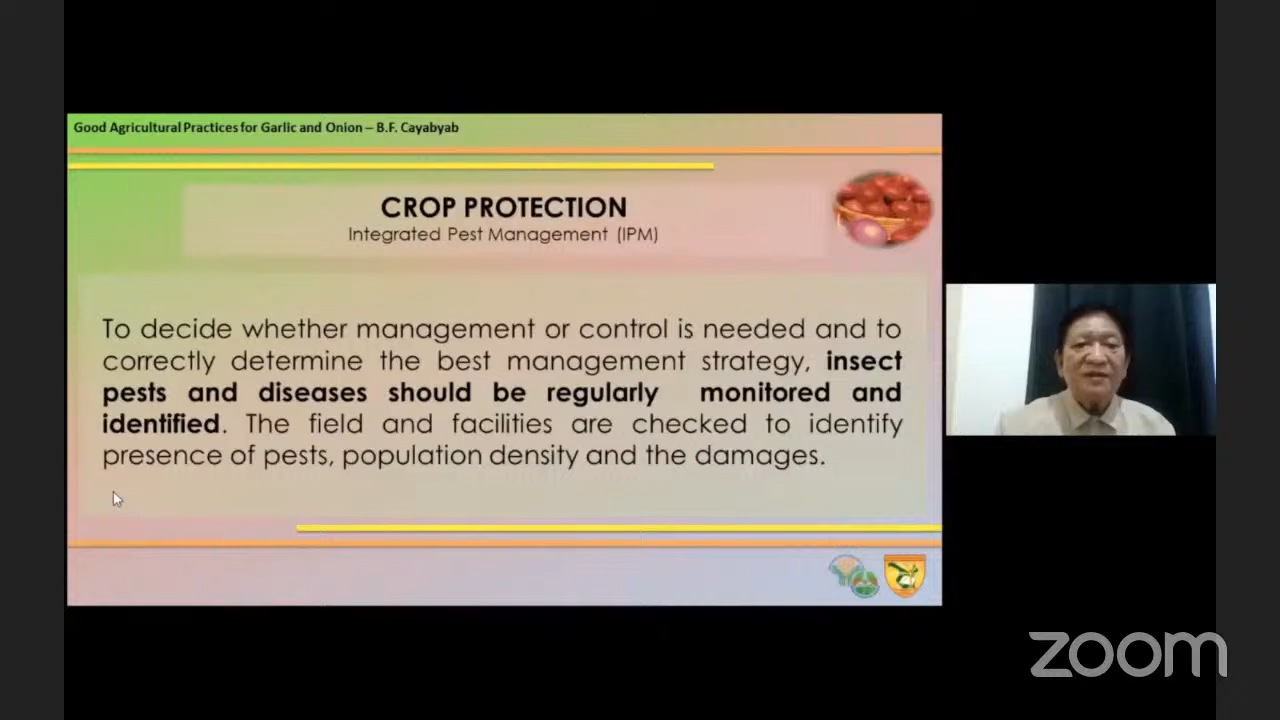 Good Agricultural Practices for Garlic and Onion – B.F. Cayabyab
CROP PROTECTION
Integrated Pest Management (IPM)
To decide whether management or control is needed and to
correctly determine the best management strategy, insect
pests and diseases should be regularly monitored and
identified. The field and facilities are checked to identify
presence of pests, population density and the damages.
zoom